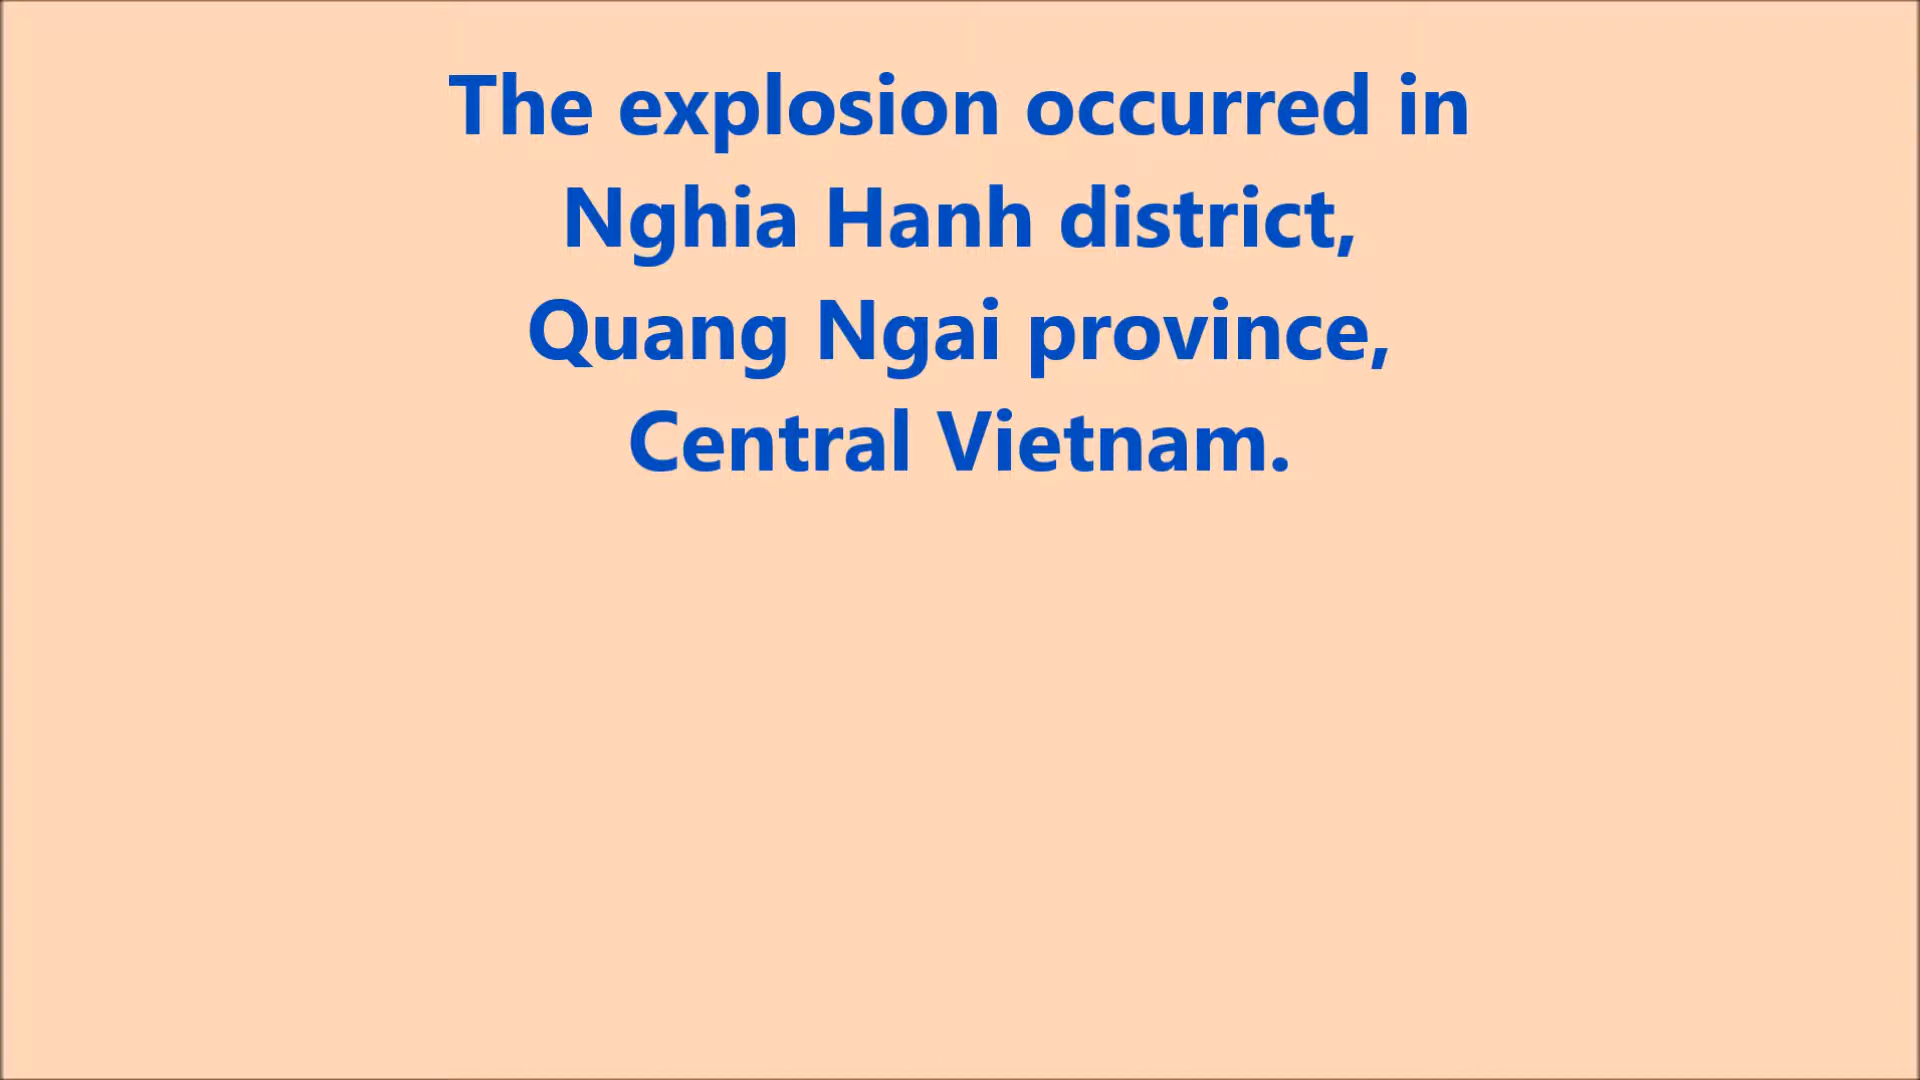 The explosion occurred in
Nghia Hanh district,
Quang Ngai province,
Central Vietnam.